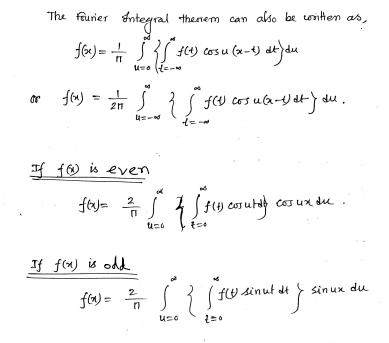 The Fourier Integral theorem can also be written as,
f(x) = 1/π ∫_{u=0}^{∞} { ∫_{t=-∞}^{∞} f(t) cos u (x-t) dt } du
or f(x) = 1/2π ∫_{u=-∞}^{∞} { ∫_{t=-∞}^{∞} f(t) cos u(x-t) dt } du.
If f(x) is even
f(x) = 2/π ∫_{u=0}^{∞} { ∫_{t=0}^{∞} f(t) cos ut dt } cos ux du.
If f(x) is odd
f(x) = 2/π ∫_{u=0}^{∞} { ∫_{t=0}^{∞} f(t) sin ut dt } sin ux du